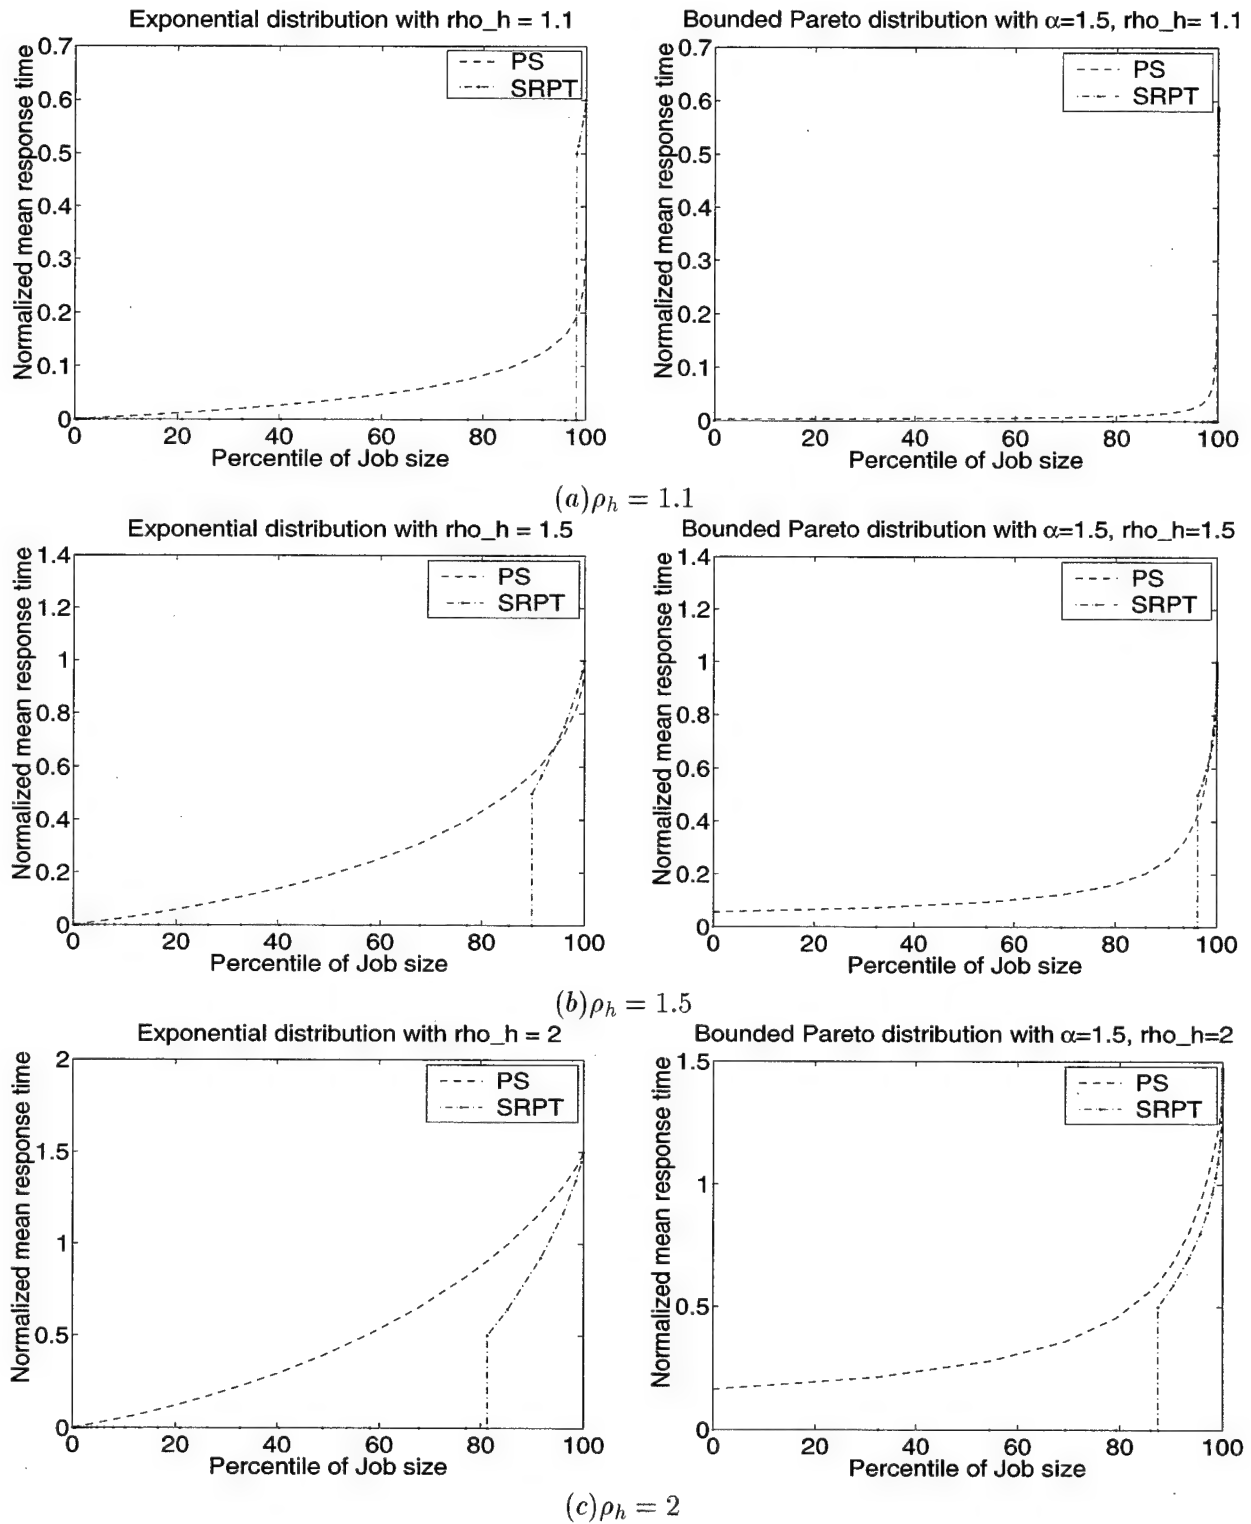 Exponential distribution with rho_h = 1.1
Normalized mean response time
0.7
0.6
0.5
0.4
0.3
0.2
0.1
0
PS
SRPT
0 20 40 60 80 100
Percentile of Job size
Bounded Pareto distribution with α=1.5, rho_h= 1.1
Normalized mean response time
0.7
0.6
0.5
0.4
0.3
0.2
0.1
0
PS
SRPT
0 20 40 60 80 100
Percentile of Job size
(a)ρh = 1.1
Exponential distribution with rho_h = 1.5
Normalized mean response time
1.4
1.2
1
0.8
0.6
0.4
0.2
0
PS
SRPT
0 20 40 60 80 100
Percentile of Job size
Bounded Pareto distribution with α=1.5, rho_h=1.5
Normalized mean response time
1.4
1.2
1
0.8
0.6
0.4
0.2
0
PS
SRPT
0 20 40 60 80 100
Percentile of Job size
(b)ρh = 1.5
Exponential distribution with rho_h = 2
Normalized mean response time
2
1.5
1
0.5
0
PS
SRPT
0 20 40 60 80 100
Percentile of Job size
Bounded Pareto distribution with α=1.5, rho_h=2
Normalized mean response time
1.5
1
0.5
0
PS
SRPT
0 20 40 60 80 100
Percentile of Job size
(c)ρh = 2